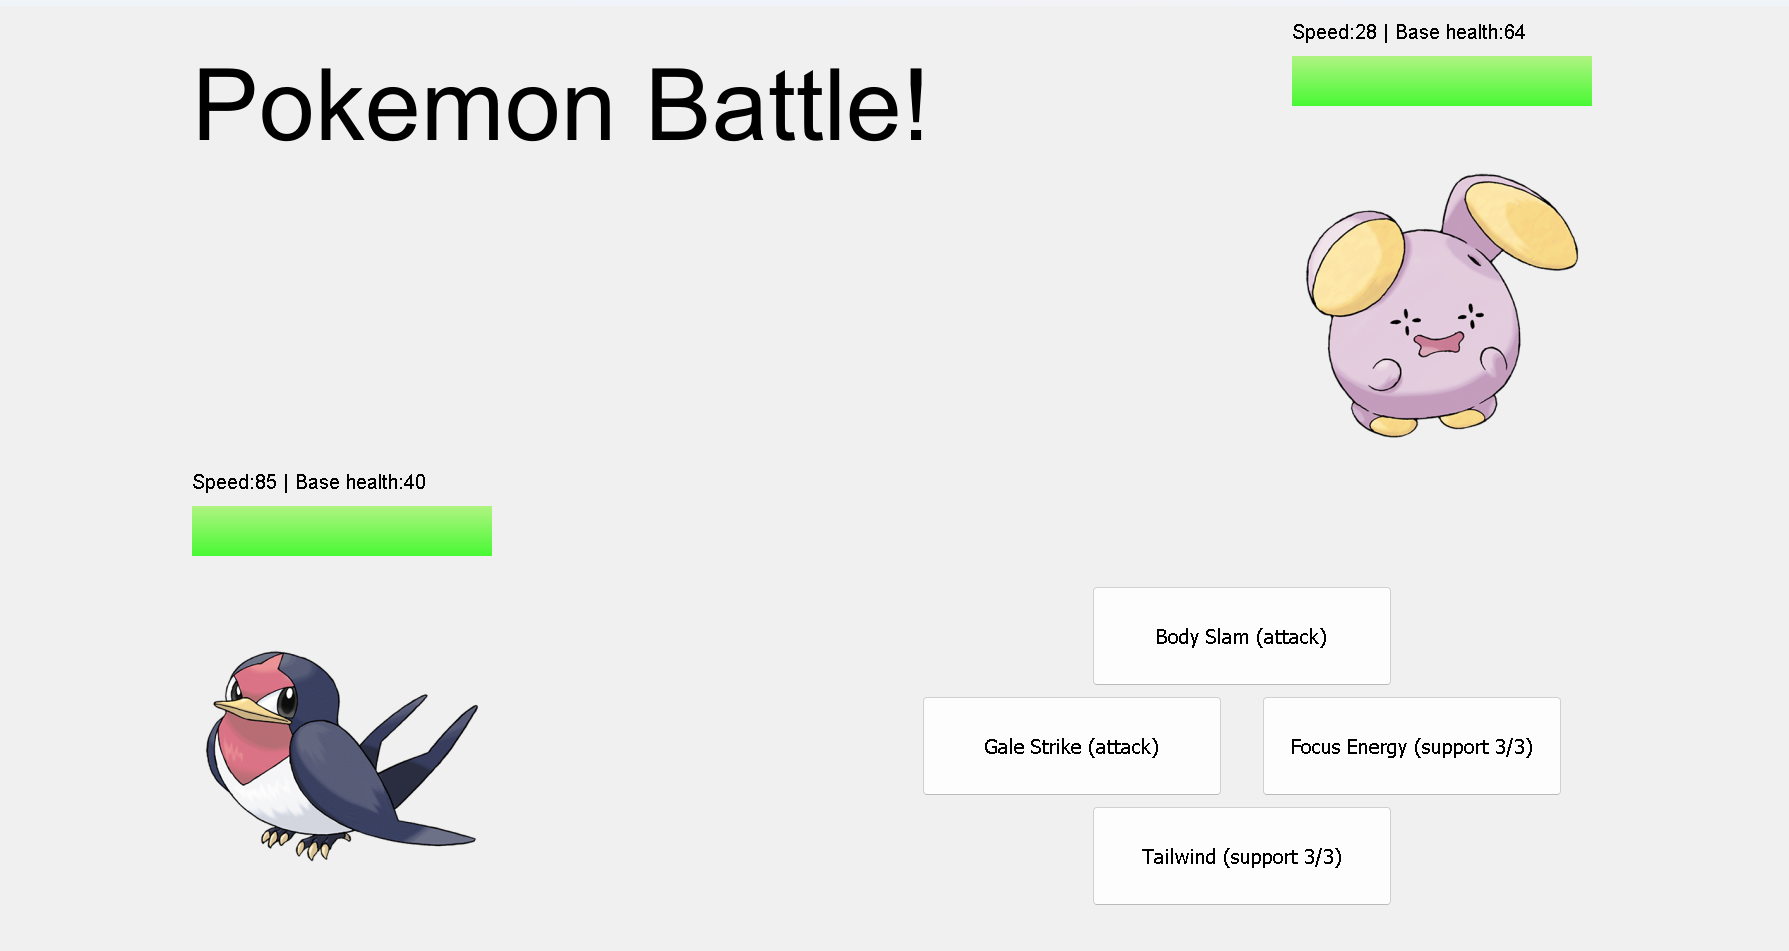 Speed:28 | Base health:64
Pokemon Battle!
Speed:85 | Base health:40
Body Slam (attack)
Gale Strike (attack)
Focus Energy (support 3/3)
Tailwind (support 3/3)